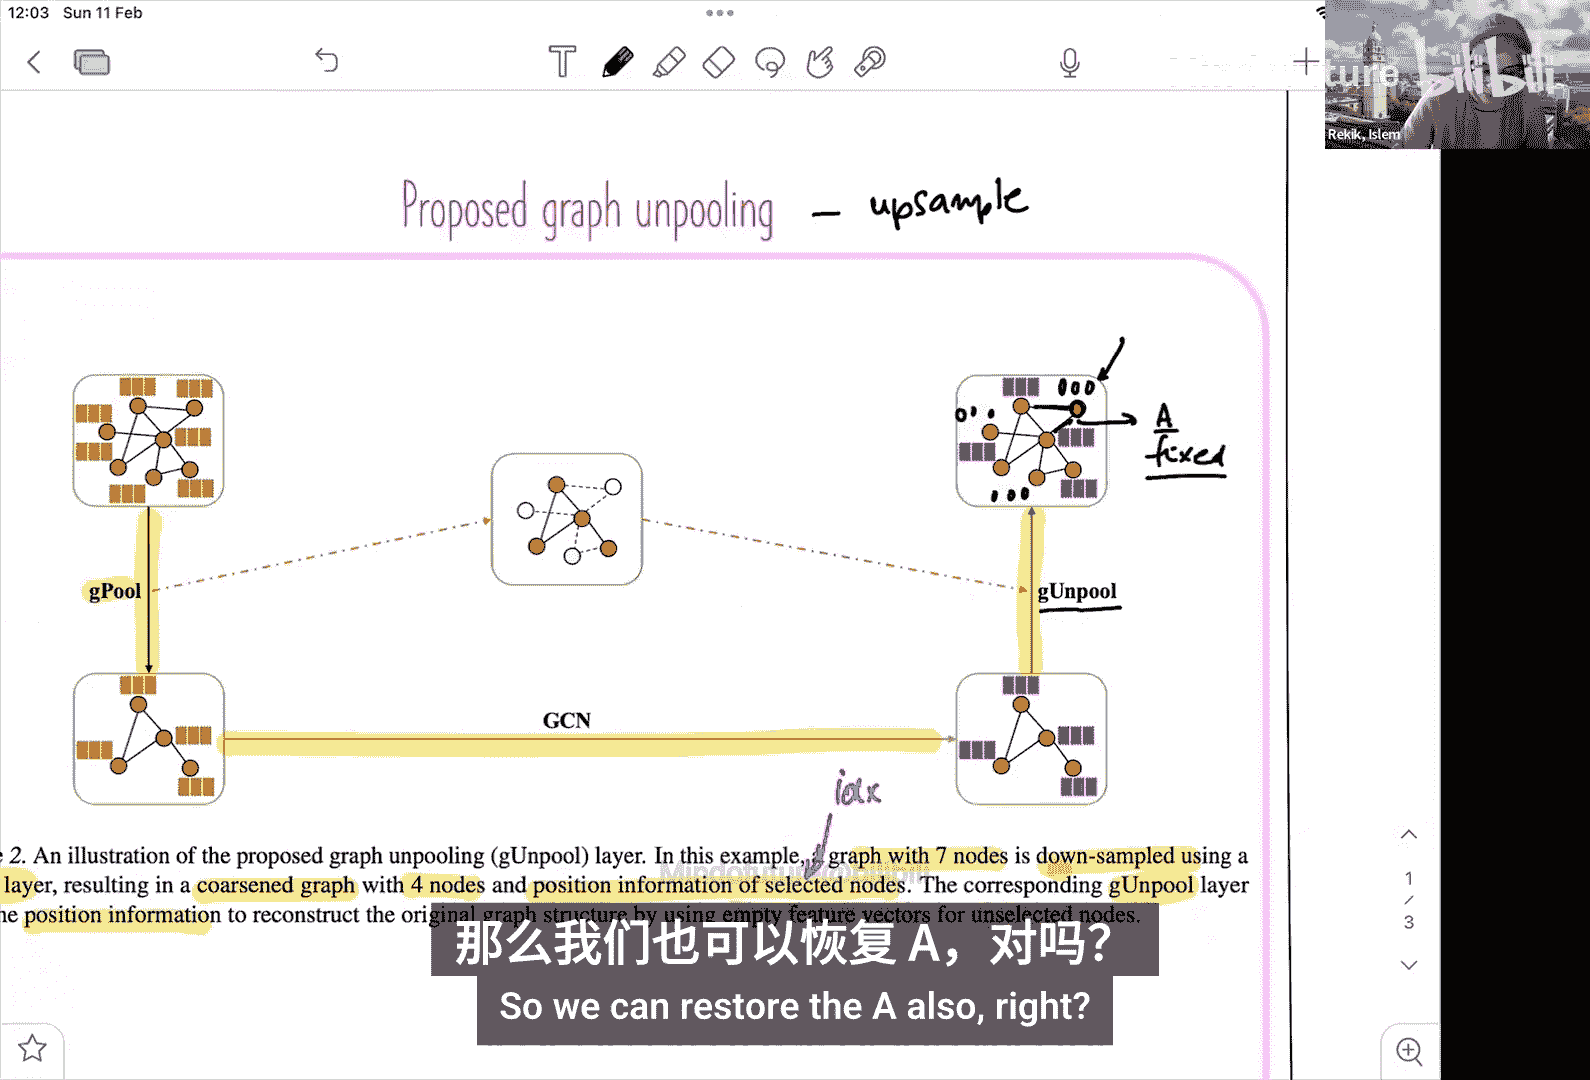 12:03 Sun 11 Feb
ture bilibili
Rekik, Islem
Proposed graph unpooling – upsample
000
A
fixed
000
gPool
gUnpool
GCN
idx
2. An illustration of the proposed graph unpooling (gUnpool) layer. In this example, a graph with 7 nodes is down-sampled using a
layer, resulting in a coarsened graph with 4 nodes and position information of selected nodes. The corresponding gUnpool layer
position information to reconstruct the original graph structure by using empty feature vectors for unselected nodes.
那么我们也可以恢复 A，对吗？
So we can restore the A also, right?
1
/
3